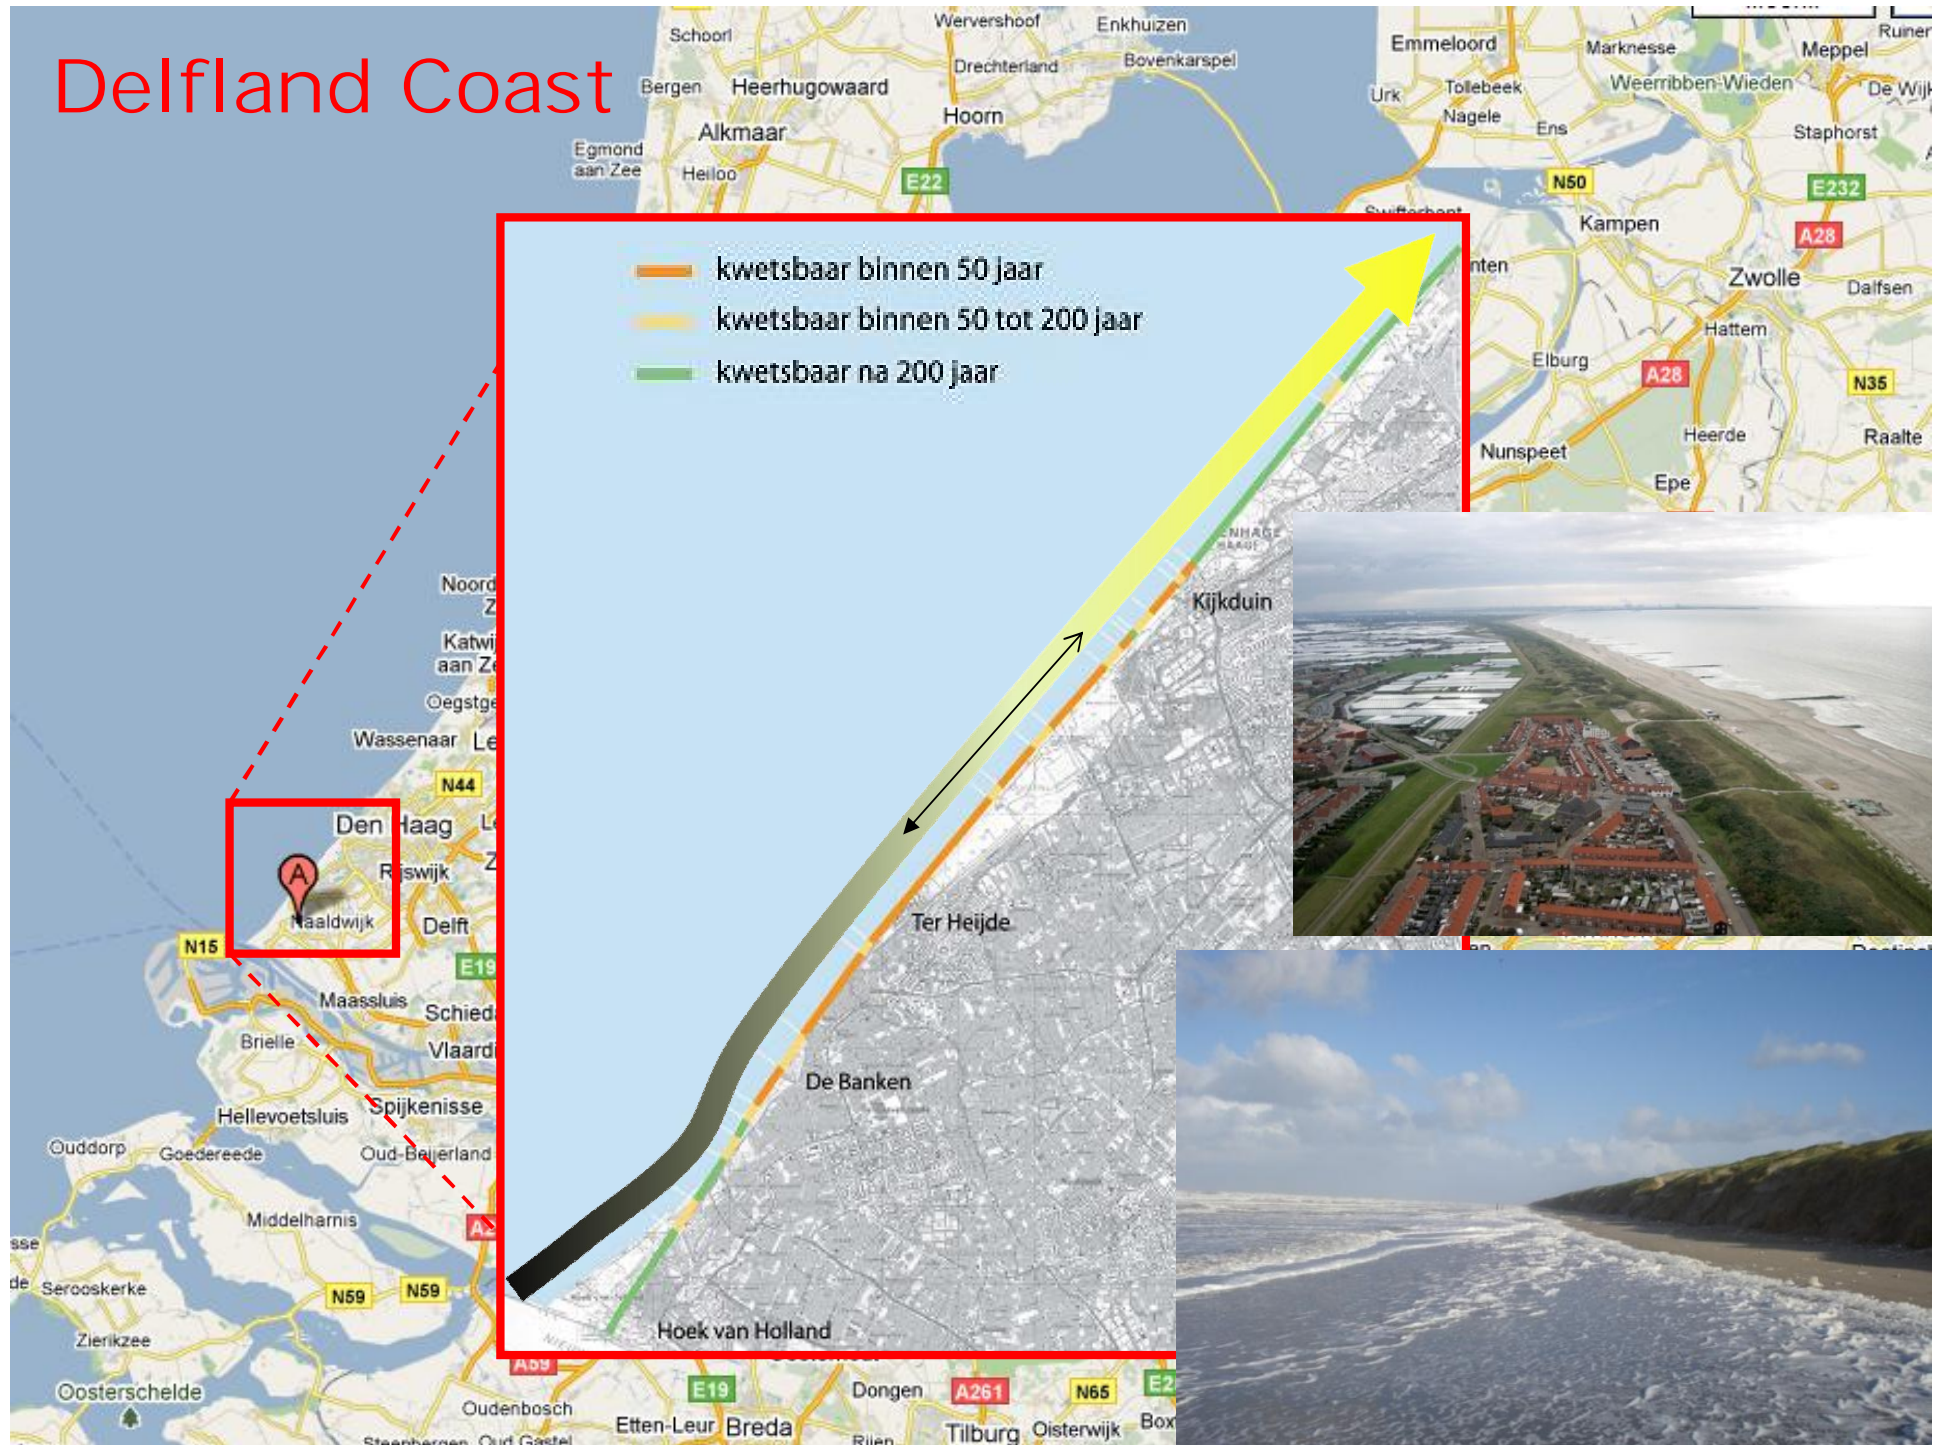 Delfland Coast
Schoorl
Wervershoof
Enkhuizen
Bovenkarspel
Drechterland
Bergen
Heerhugowaard
Hoorn
Alkmaar
Egmond
aan Zee
Heiloo
E22
Emmeloord
Marknesse
Meppel
Urk
Tollebeek
Weerribben-Wieden
Nagele
Ens
Staphorst
N50
E232
Kampen
A28
Zwolle
Dalfsen
Hattem
Elburg
A28
N35
Heerde
Raalte
Nunspeet
Epe
kwetsbaar binnen 50 jaar
kwetsbaar binnen 50 tot 200 jaar
kwetsbaar na 200 jaar
Kijkduin
Ter Heijde
De Banken
Hoek van Holland
Wassenaar
N44
Den Haag
Rijswijk
A
Naaldwijk
Delft
N15
E19
Maassluis
Brielle
Hellevoetsluis
Spijkenisse
Ouddorp
Goedereede
Oud-Beijerland
Middelharnis
Serooskerke
N59
N59
Zierikzee
Oosterschelde
A59
E19
Dongen
A261
N65
Oudenbosch
Etten-Leur
Breda
Tilburg
Oisterwijk
Rijen
Steenbergen
Oud Gastel